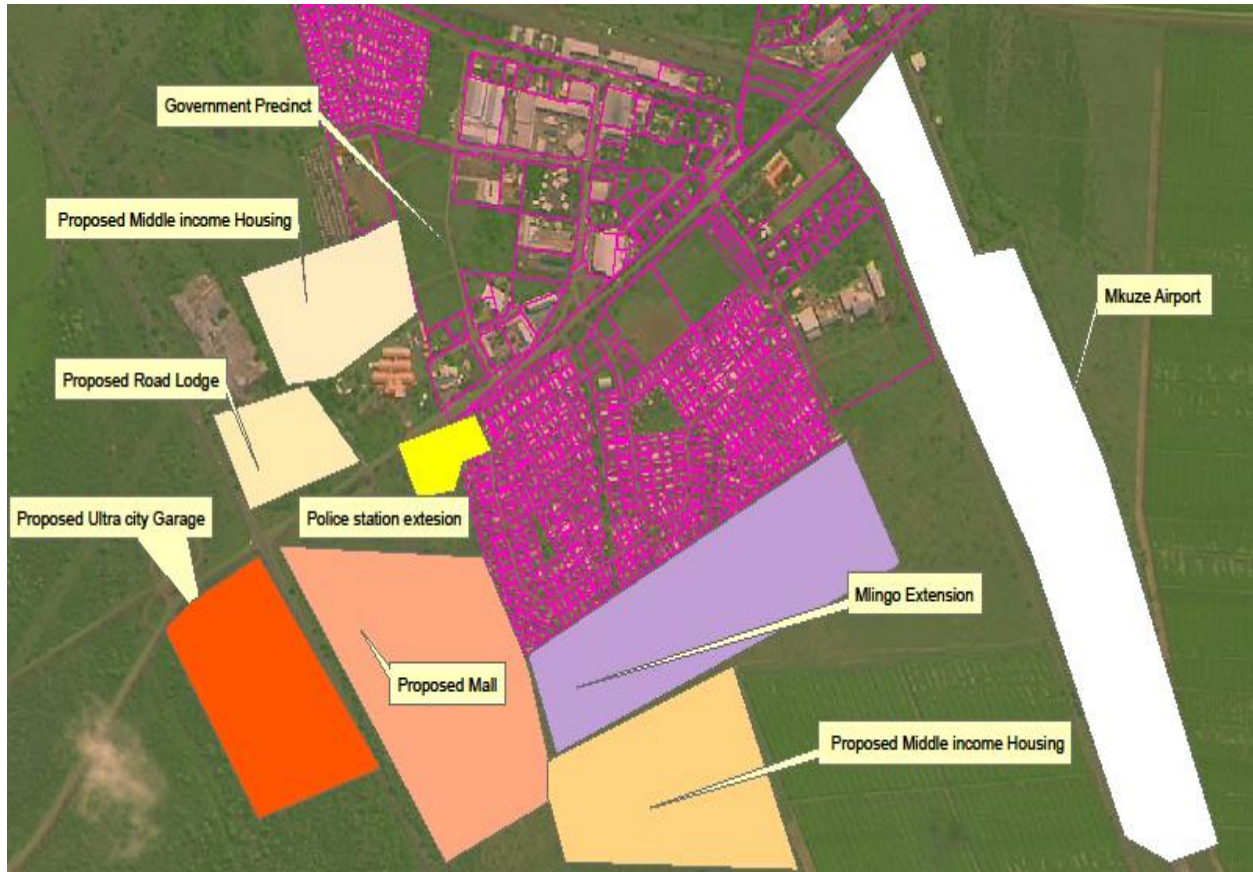 Government Precinct
Proposed Middle income Housing
Mkuze Airport
Proposed Road Lodge
Proposed Ultra city Garage
Police station extesion
Mlingo Extension
Proposed Mall
Proposed Middle income Housing